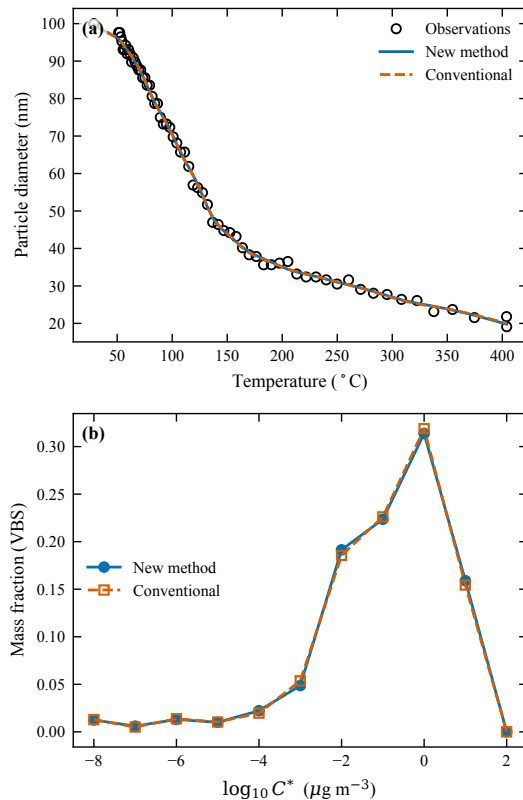 (a)
Observations
New method
Conventional
100
90
80
70
60
50
40
30
20
Particle diameter (nm)
50 100 150 200 250 300 350 400
Temperature (°C)
(b)
0.30
0.25
0.20
0.15
0.10
0.05
0.00
Mass fraction (VBS)
New method
Conventional
−8 −6 −4 −2 0 2
log₁₀ C* (μg m⁻³)